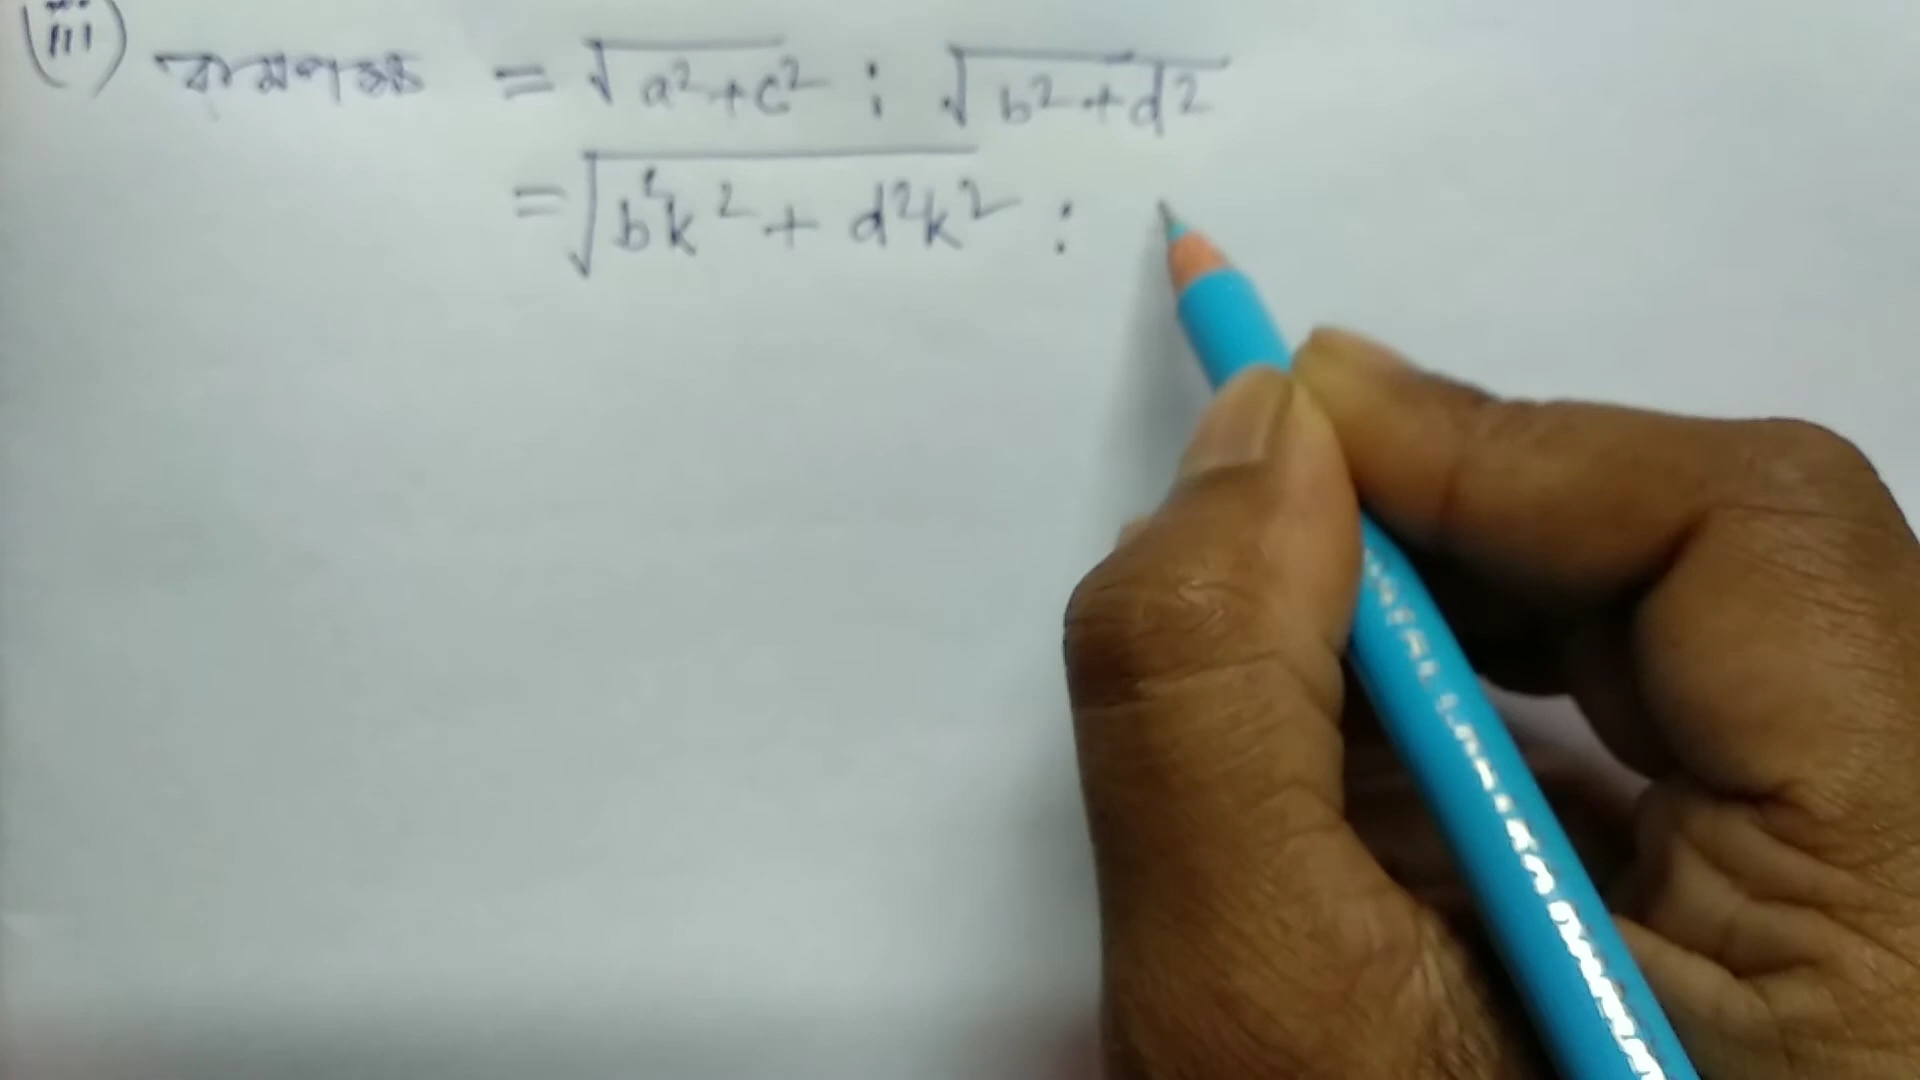 (iii) বামপক্ষ = √a²+c² : √b²+d²
= √b²k² + d²k² :